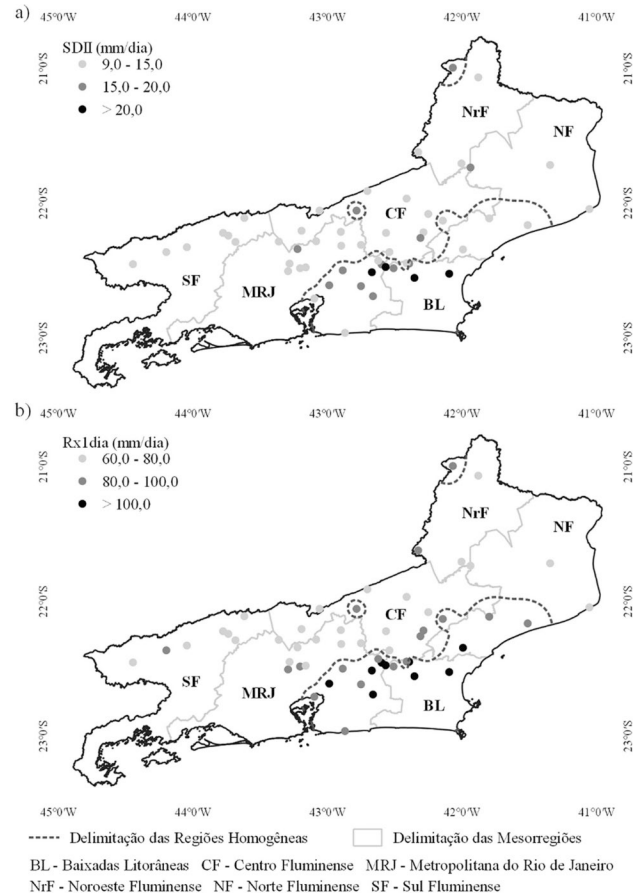 a)
45°0'W 44°0'W 43°0'W 42°0'W 41°0'W
SDII (mm/dia)
9,0 - 15,0
15,0 - 20,0
> 20,0
21°0'S 21°0'S
22°0'S 22°0'S
23°0'S 23°0'S
NrF
NF
CF
SF
MRJ
BL
45°0'W 44°0'W 43°0'W 42°0'W 41°0'W
b)
Rx1dia (mm/dia)
60,0 - 80,0
80,0 - 100,0
> 100,0
21°0'S 21°0'S
22°0'S 22°0'S
23°0'S 23°0'S
NrF
NF
CF
SF
MRJ
BL
45°0'W 44°0'W 43°0'W 42°0'W 41°0'W
Delimitação das Regiões Homogêneas Delimitação das Mesorregiões
BL - Baixadas Litorâneas CF - Centro Fluminense MRJ - Metropolitana do Rio de Janeiro
NrF - Noroeste Fluminense NF - Norte Fluminense SF - Sul Fluminense